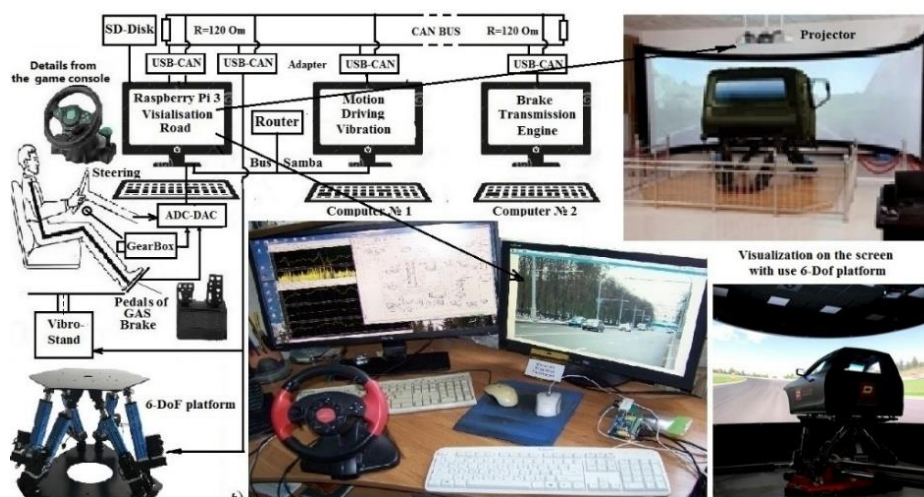 SD-Disk
R=120 Om
CAN BUS
R=120 Om
Projector
USB-CAN
USB-CAN
Adapter
USB-CAN
USB-CAN
Details from
the game console
Raspberry Pi 3
Visialisation
Road
Router
Motion
Driving
Vibration
Brake
Transmission
Engine
Bus
Samba
Steering
ADC-DAC
Computer № 1
Computer № 2
GearBox
Pedals of
GAS
Brake
Visualization on the screen
with use 6-Dof platform
Vibro-
Stand
6-DoF platform